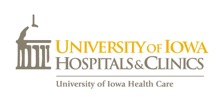 UNIVERSITY OF IOWA
HOSPITALS & CLINICS
University of Iowa Health Care